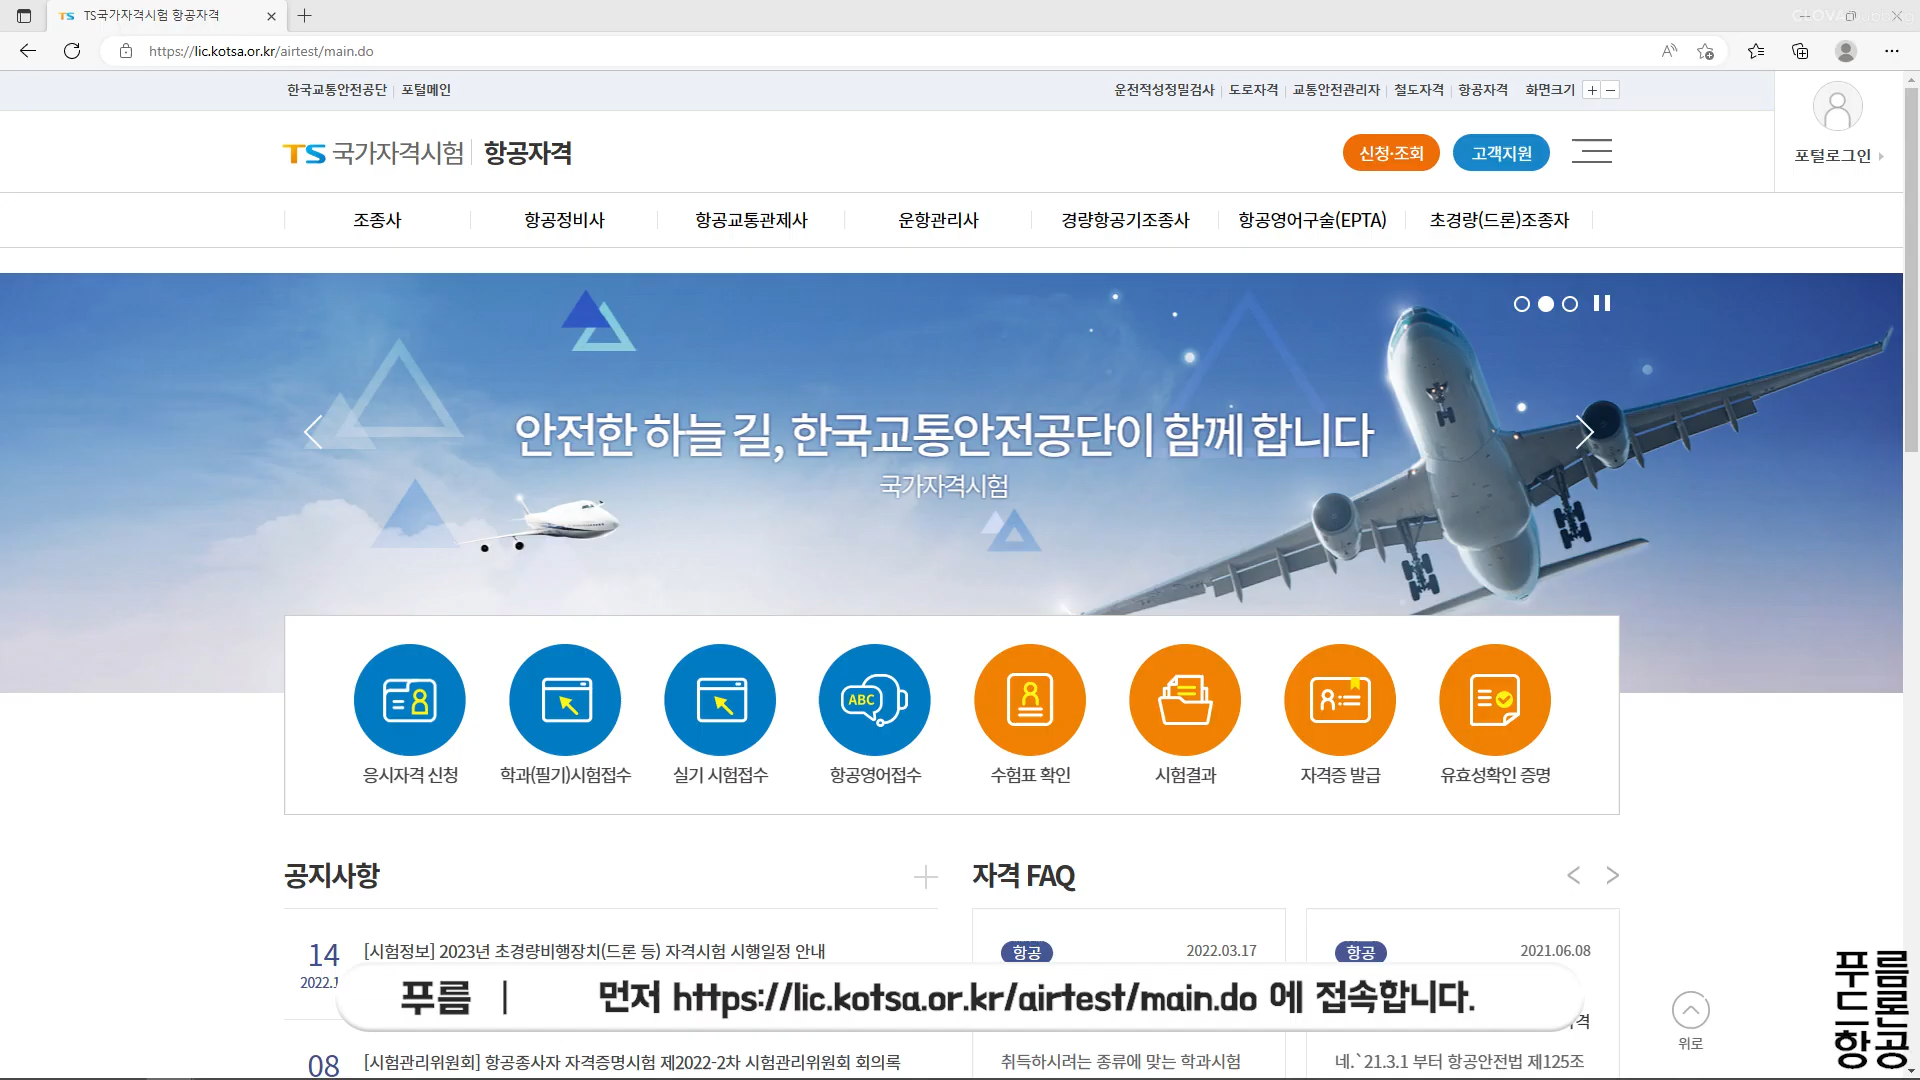 TS국가자격시험 항공자격
https://lic.kotsa.or.kr/airtest/main.do
한국교통안전공단 포털메인
운전적성정밀검사 도로자격 교통안전관리자 철도자격 항공자격 화면크기 + −
포털로그인
TS 국가자격시험 항공자격
신청·조회 고객지원
조종사 항공정비사 항공교통관제사 운항관리사 경량항공기조종사 항공영어구술(EPTA) 초경량(드론)조종자
안전한 하늘 길, 한국교통안전공단이 함께 합니다
국가자격시험
ABC
응시자격 신청 학과(필기)시험접수 실기 시험접수 항공영어접수 수험표 확인 시험결과 자격증 발급 유효성확인 증명
공지사항
자격 FAQ
14 [시험정보] 2023년 초경량비행장치(드론 등) 자격시험 시행일정 안내
2022.1
항공 2022.03.17
항공 2021.06.08
푸름 | 먼저 https://lic.kotsa.or.kr/airtest/main.do 에 접속합니다.
격
08 [시험관리위원회] 항공종사자 자격증명시험 제2022-2차 시험관리위원회 회의록
취득하시려는 종류에 맞는 학과시험
네.`21.3.1 부터 항공안전법 제125조
위로
푸름
드론
항공